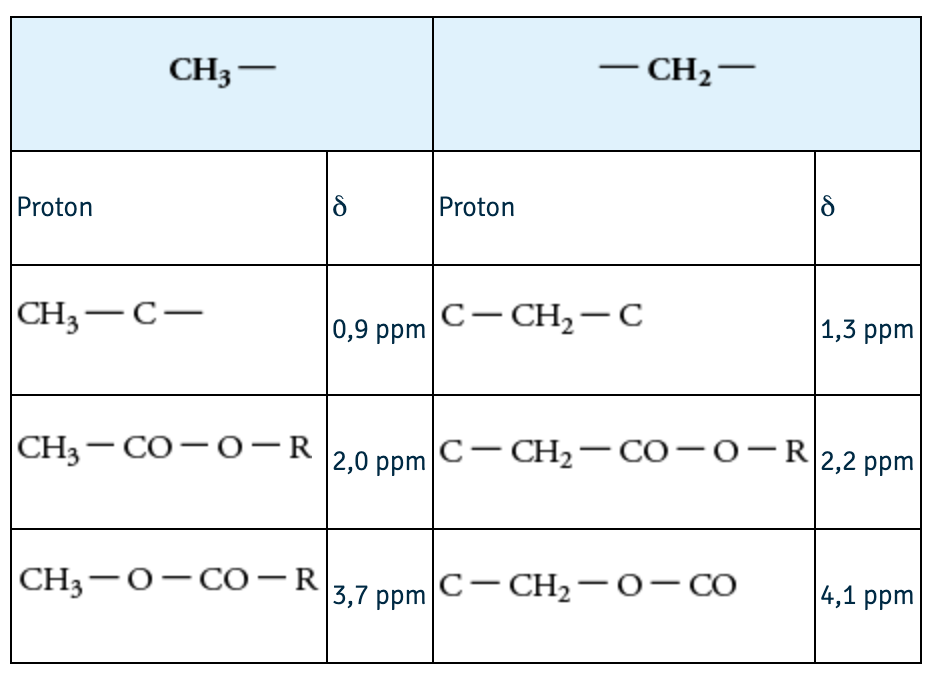 CH₃— —CH₂—
Proton δ Proton δ
CH₃—C— 0,9 ppm C—CH₂—C 1,3 ppm
CH₃—CO—O—R 2,0 ppm C—CH₂—CO—O—R 2,2 ppm
CH₃—O—CO—R 3,7 ppm C—CH₂—O—CO 4,1 ppm